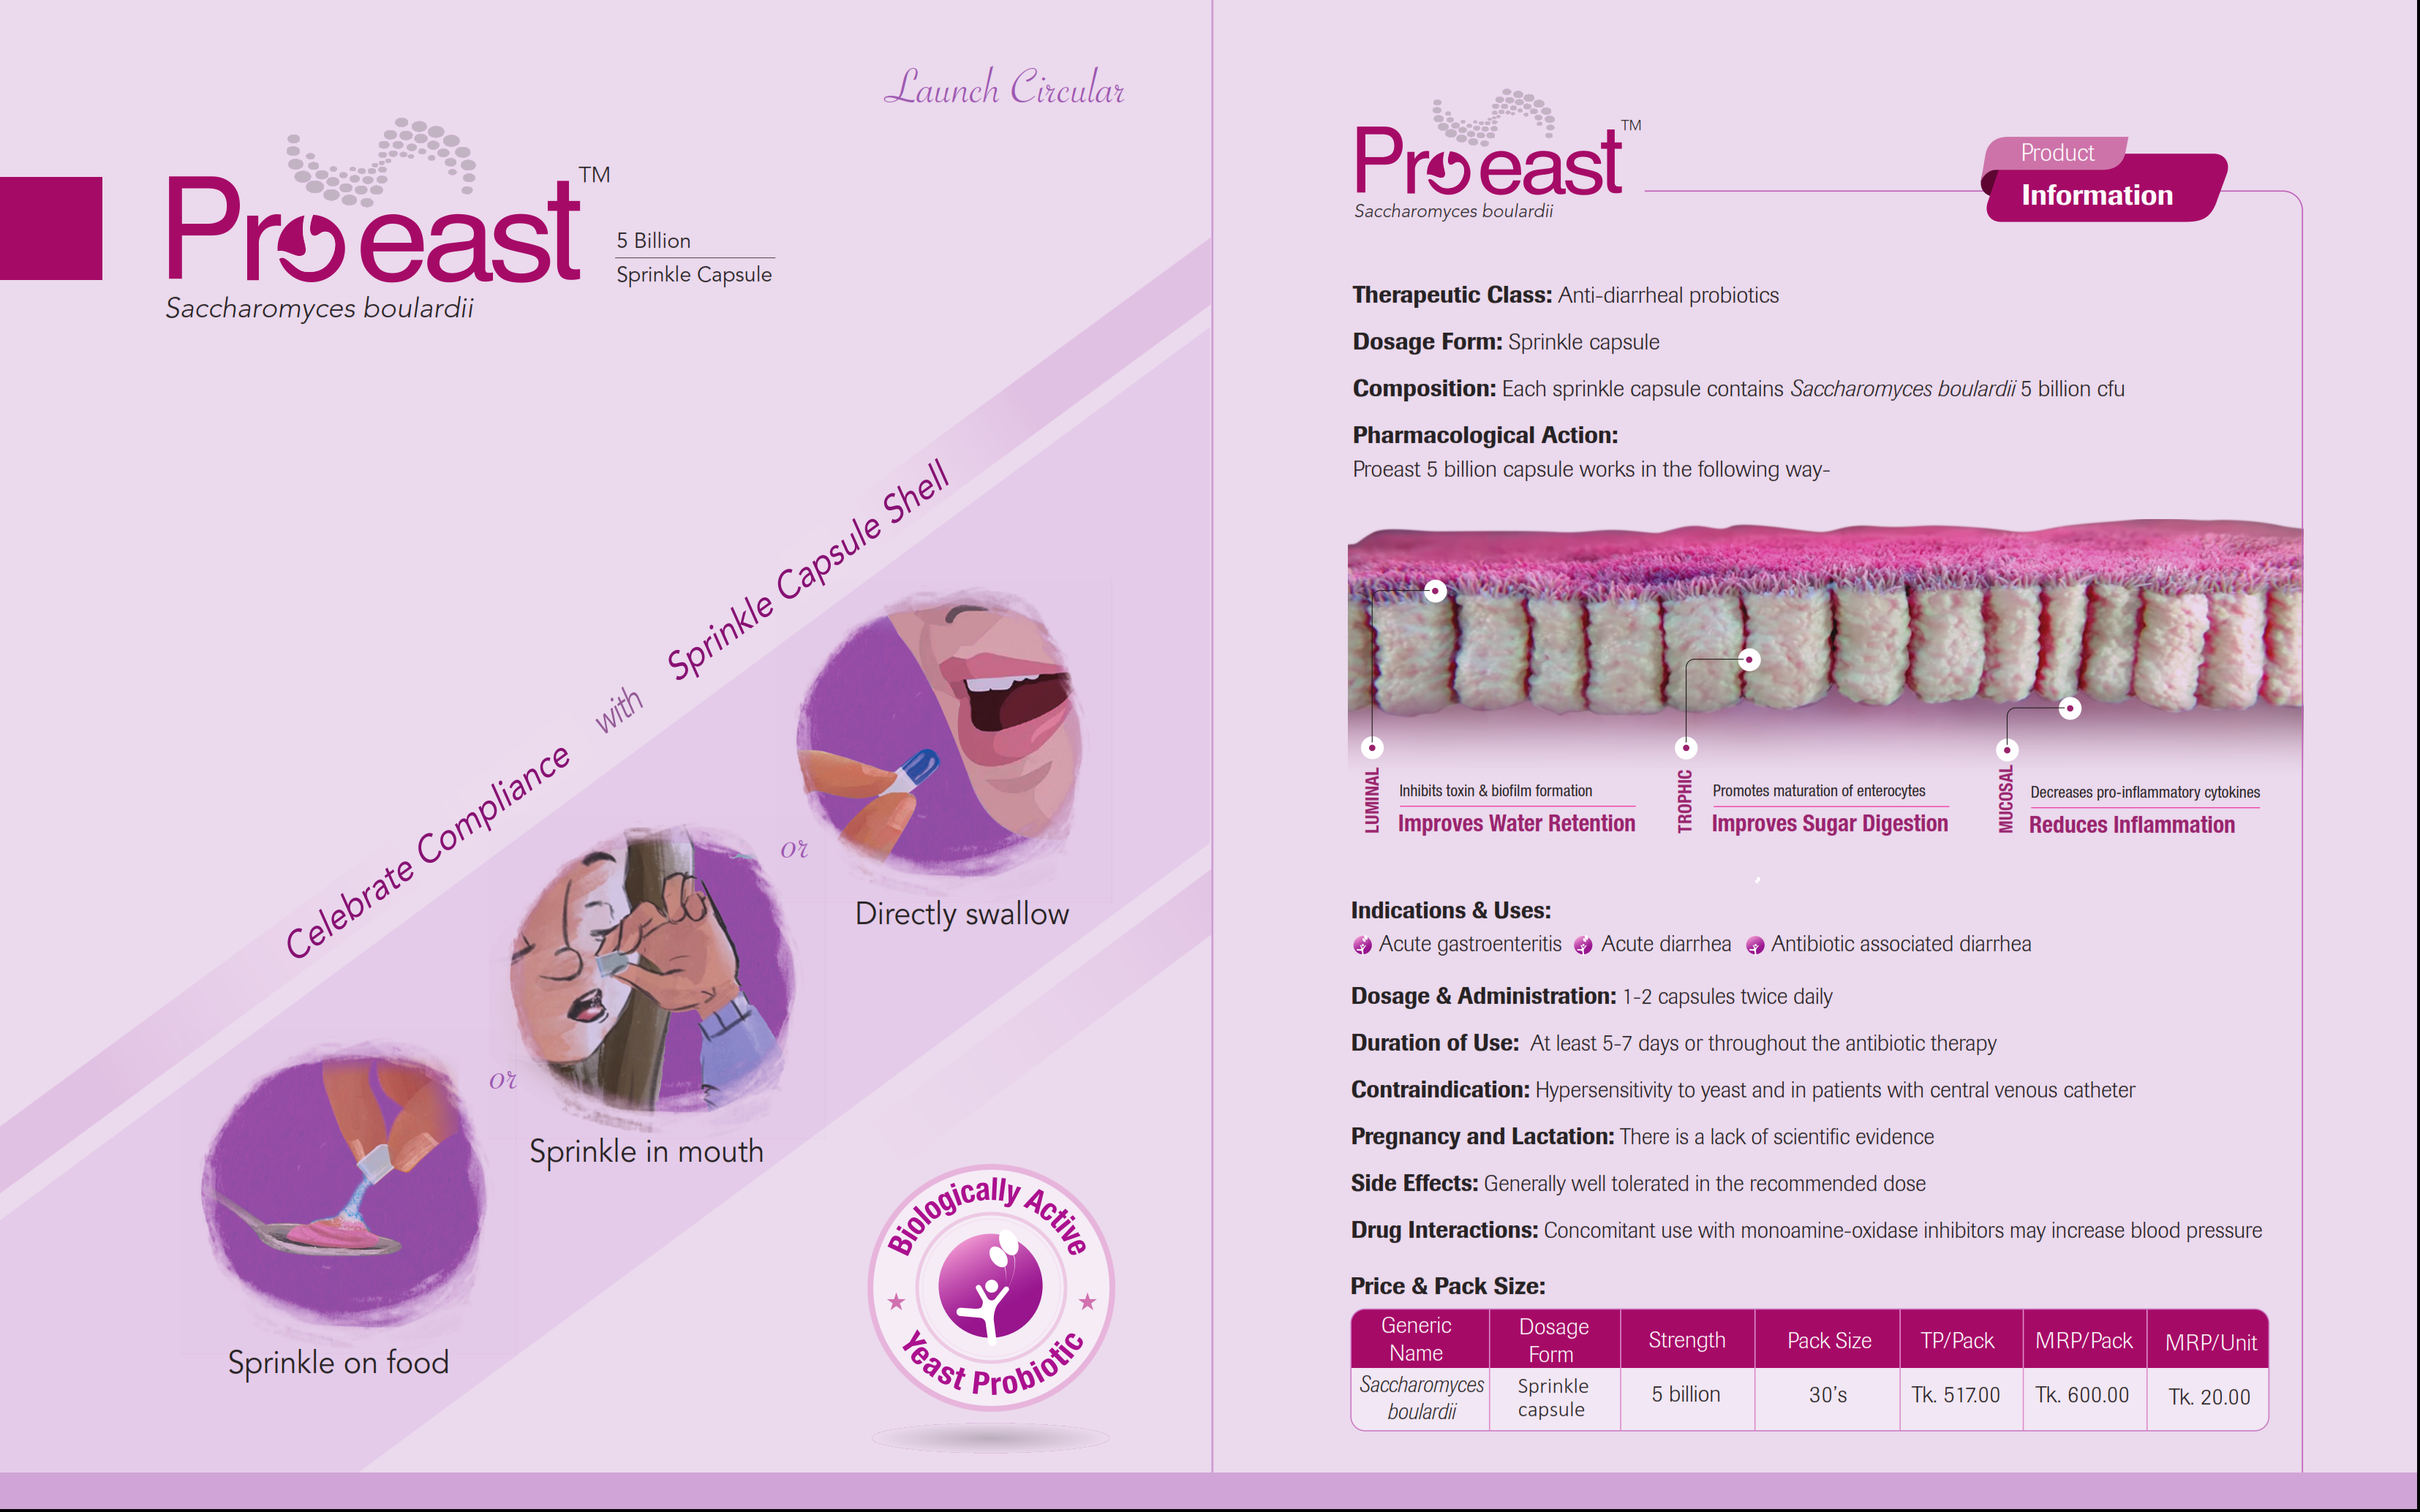 Launch Circular
Proeast™
5 Billion
Sprinkle Capsule
Saccharomyces boulardii
Celebrate Compliance with Sprinkle Capsule Shell
Directly swallow
or
Sprinkle in mouth
or
Sprinkle on food
Biologically Active
Yeast Probiotic
Proeast™
Saccharomyces boulardii
Product
Information
Therapeutic Class: Anti-diarrheal probiotics
Dosage Form: Sprinkle capsule
Composition: Each sprinkle capsule contains Saccharomyces boulardii 5 billion cfu
Pharmacological Action:
Proeast 5 billion capsule works in the following way-
LUMINAL
Inhibits toxin & biofilm formation
Improves Water Retention
TROPHIC
Promotes maturation of enterocytes
Improves Sugar Digestion
MUCOSAL
Decreases pro-inflammatory cytokines
Reduces Inflammation
Indications & Uses:
Acute gastroenteritis Acute diarrhea Antibiotic associated diarrhea
Dosage & Administration: 1-2 capsules twice daily
Duration of Use: At least 5-7 days or throughout the antibiotic therapy
Contraindication: Hypersensitivity to yeast and in patients with central venous catheter
Pregnancy and Lactation: There is a lack of scientific evidence
Side Effects: Generally well tolerated in the recommended dose
Drug Interactions: Concomitant use with monoamine-oxidase inhibitors may increase blood pressure
Price & Pack Size:
Generic Name Dosage Form Strength Pack Size TP/Pack MRP/Pack MRP/Unit
Saccharomyces boulardii Sprinkle capsule 5 billion 30's Tk. 517.00 Tk. 600.00 Tk. 20.00